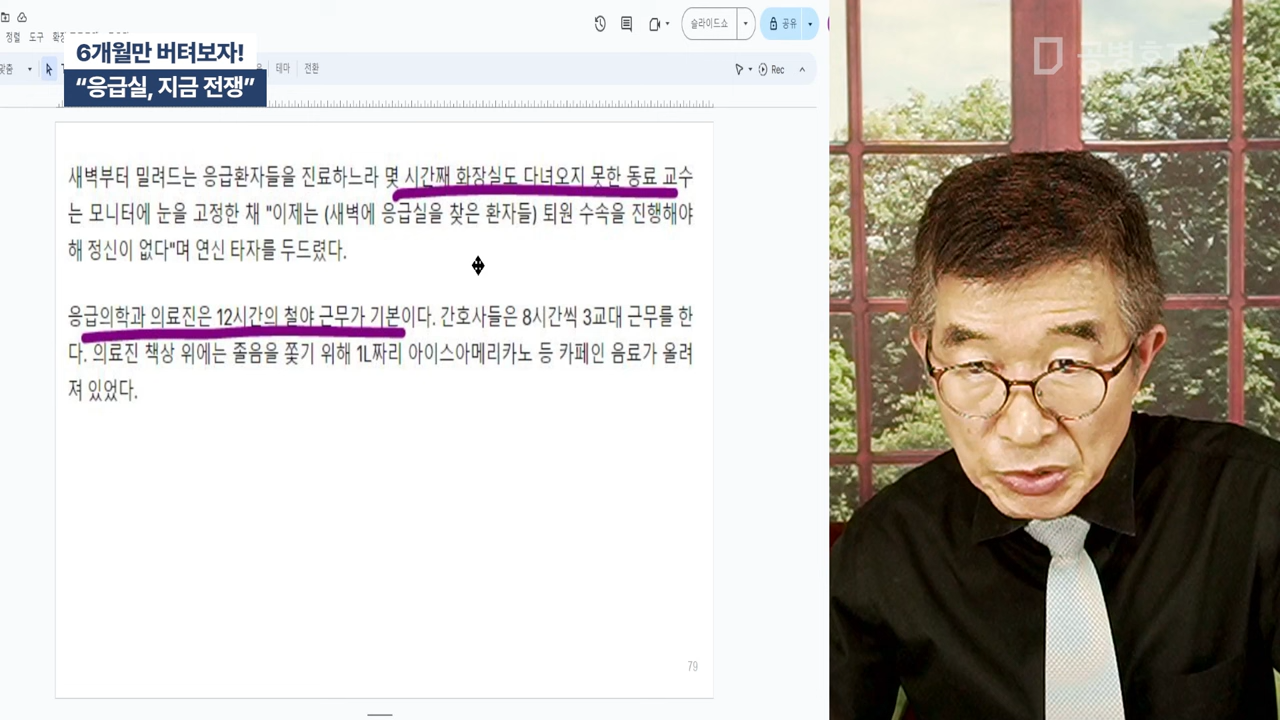 정렬 도구
슬라이드쇼
공유
6개월만 버텨보자!
"응급실, 지금 전쟁"
맞춤
테마 전환
Rec
공병호TV
새벽부터 밀려드는 응급환자들을 진료하느라 몇 시간째 화장실도 다녀오지 못한 동료 교수
는 모니터에 눈을 고정한 채 "이제는 (새벽에 응급실을 찾은 환자들) 퇴원 수속을 진행해야
해 정신이 없다"며 연신 타자를 두드렸다.
응급의학과 의료진은 12시간의 철야 근무가 기본이다. 간호사들은 8시간씩 3교대 근무를 한
다. 의료진 책상 위에는 졸음을 쫓기 위해 1L짜리 아이스아메리카노 등 카페인 음료가 올려
져 있었다.
79